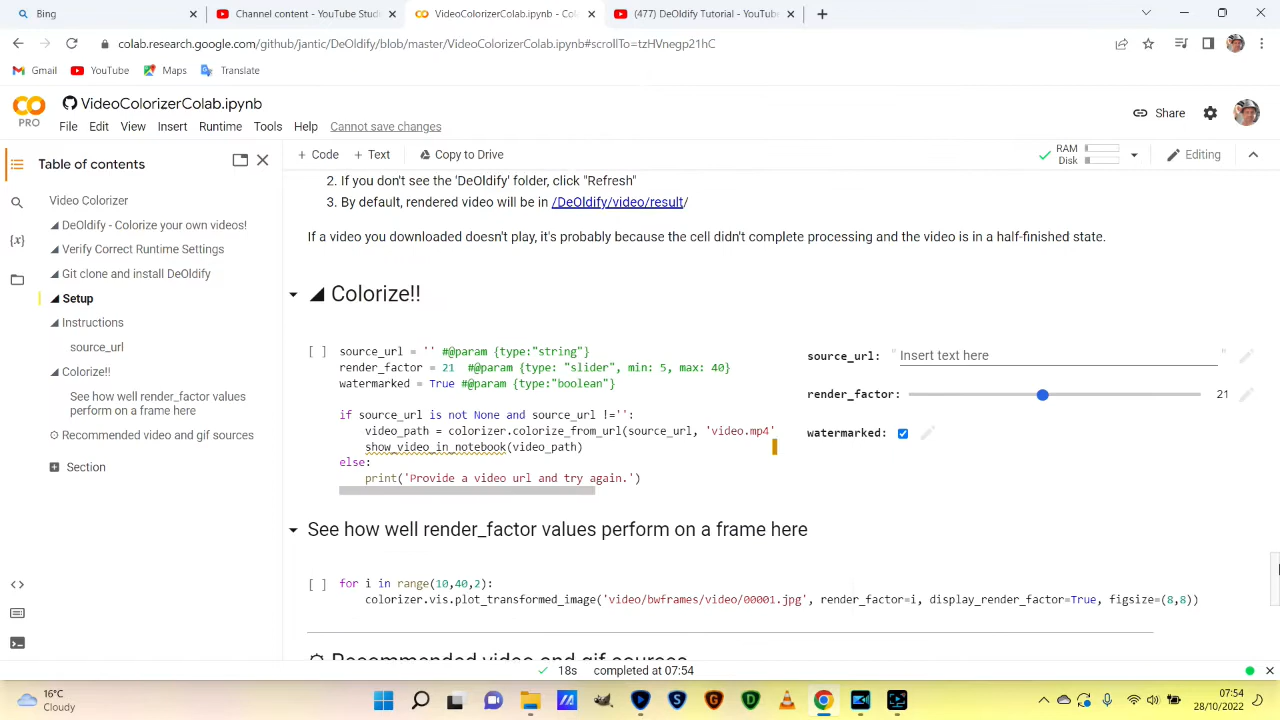 Bing
Channel content - YouTube Stud
VideoColorizerColab.ipynb - Col
(477) DeOldify Tutorial - YouTube
colab.research.google.com/github/jantic/DeOldify/blob/master/VideoColorizerColab.ipynb#scrollTo=tzHVnegp21hC
Gmail
YouTube
Maps
Translate
PRO
VideoColorizerColab.ipynb
File Edit View Insert Runtime Tools Help Cannot save changes
Share
Table of contents
+ Code + Text Copy to Drive
RAM
Disk
Editing
Video Colorizer
◢ DeOldify - Colorize your own videos!
◢ Verify Correct Runtime Settings
◢ Git clone and install DeOldify
◢ Setup
◢ Instructions
source_url
◢ Colorize!!
See how well render_factor values
perform on a frame here
⚙ Recommended video and gif sources
Section
{x}
2. If you don't see the 'DeOldify' folder, click "Refresh"
3. By default, rendered video will be in /DeOldify/video/result/
If a video you downloaded doesn't play, it's probably because the cell didn't complete processing and the video is in a half-finished state.
◢ Colorize!!
[ ] source_url = '' #@param {type:"string"}
render_factor = 21 #@param {type: "slider", min: 5, max: 40}
watermarked = True #@param {type:"boolean"}
if source_url is not None and source_url !='':
video_path = colorizer.colorize_from_url(source_url, 'video.mp4'
show_video_in_notebook(video_path)
else:
print('Provide a video url and try again.')
source_url: " Insert text here "
render_factor: 21
watermarked:
See how well render_factor values perform on a frame here
[ ] for i in range(10,40,2):
colorizer.vis.plot_transformed_image('video/bwframes/video/00001.jpg', render_factor=i, display_render_factor=True, figsize=(8,8))
⚙ Recommended video and gif sources
18s completed at 07:54
16°C
Cloudy
07:54
28/10/2022